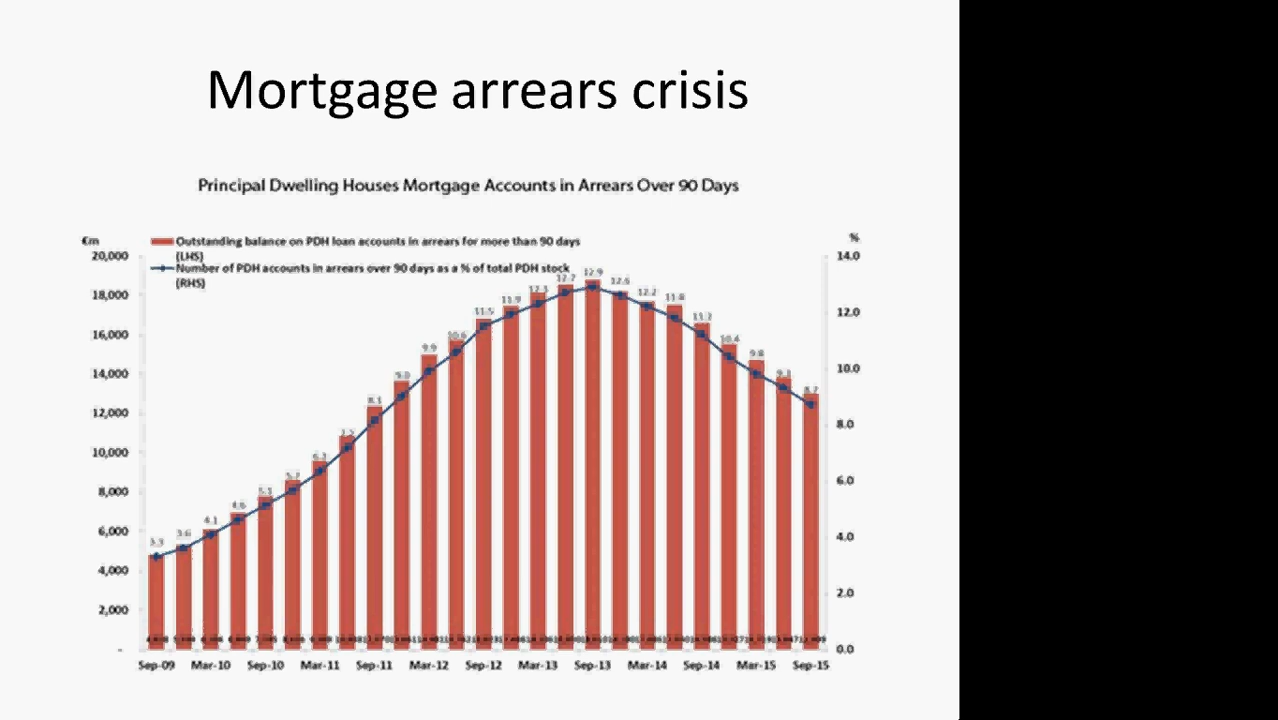 Mortgage arrears crisis
Principal Dwelling Houses Mortgage Accounts in Arrears Over 90 Days
€m
%
Outstanding balance on PDH loan accounts in arrears for more than 90 days
(LHS)
Number of PDH accounts in arrears over 90 days as a % of total PDH stock
(RHS)
20,000
18,000
16,000
14,000
12,000
10,000
8,000
6,000
4,000
2,000
-
14.0
12.0
10.0
8.0
6.0
4.0
2.0
0.0
3.3 3.6 4.1 4.6 5.7 6.3 7.2 9.0 9.9 10.6 11.5 11.9 12.3 12.7 12.9 12.6 12.2 11.8 11.2 10.4 9.8 9.3 8.7
Sep-09 Mar-10 Sep-10 Mar-11 Sep-11 Mar-12 Sep-12 Mar-13 Sep-13 Mar-14 Sep-14 Mar-15 Sep-15